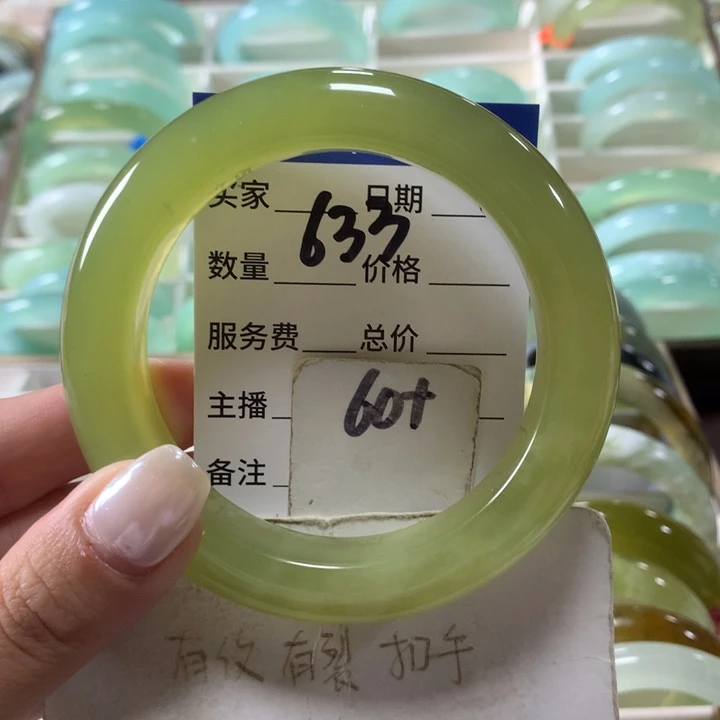 买家 日期
633
数量 价格
服务费 总价
主播
60+
备注
有纹 有裂 扣手